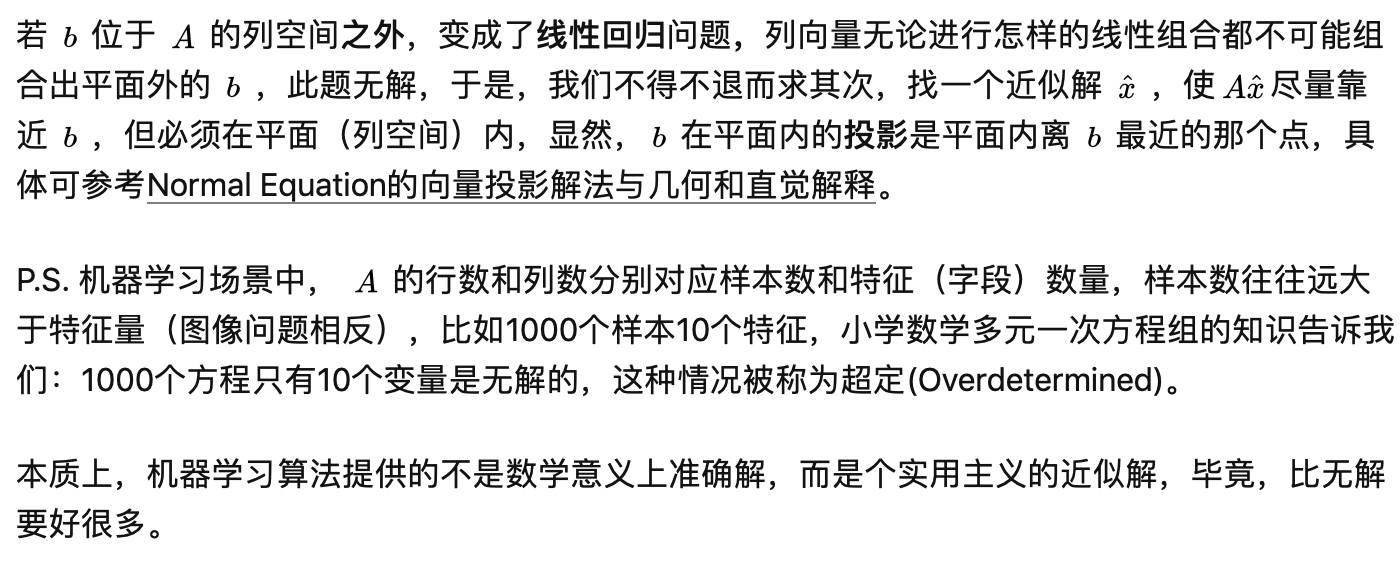 若 b 位于 A 的列空间之外，变成了线性回归问题，列向量无论进行怎样的线性组合都不可能组
合出平面外的 b ，此题无解，于是，我们不得不退而求其次，找一个近似解 x̂ ，使 Ax̂ 尽量靠
近 b ，但必须在平面（列空间）内，显然， b 在平面内的投影是平面内离 b 最近的那个点，具
体可参考Normal Equation的向量投影解法与几何和直觉解释。
P.S. 机器学习场景中， A 的行数和列数分别对应样本数和特征（字段）数量，样本数往往远大
于特征量（图像问题相反），比如1000个样本10个特征，小学数学多元一次方程组的知识告诉我
们：1000个方程只有10个变量是无解的，这种情况被称为超定(Overdetermined)。
本质上，机器学习算法提供的不是数学意义上准确解，而是个实用主义的近似解，毕竟，比无解
要好很多。